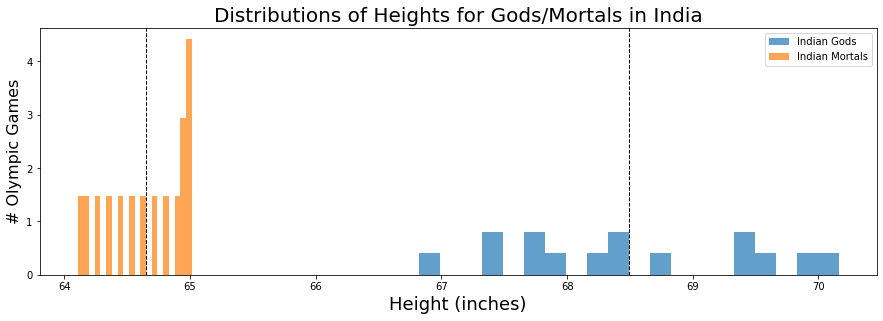 Distributions of Heights for Gods/Mortals in India
Indian Gods
Indian Mortals
# Olympic Games
4
3
2
1
0
64 65 66 67 68 69 70
Height (inches)